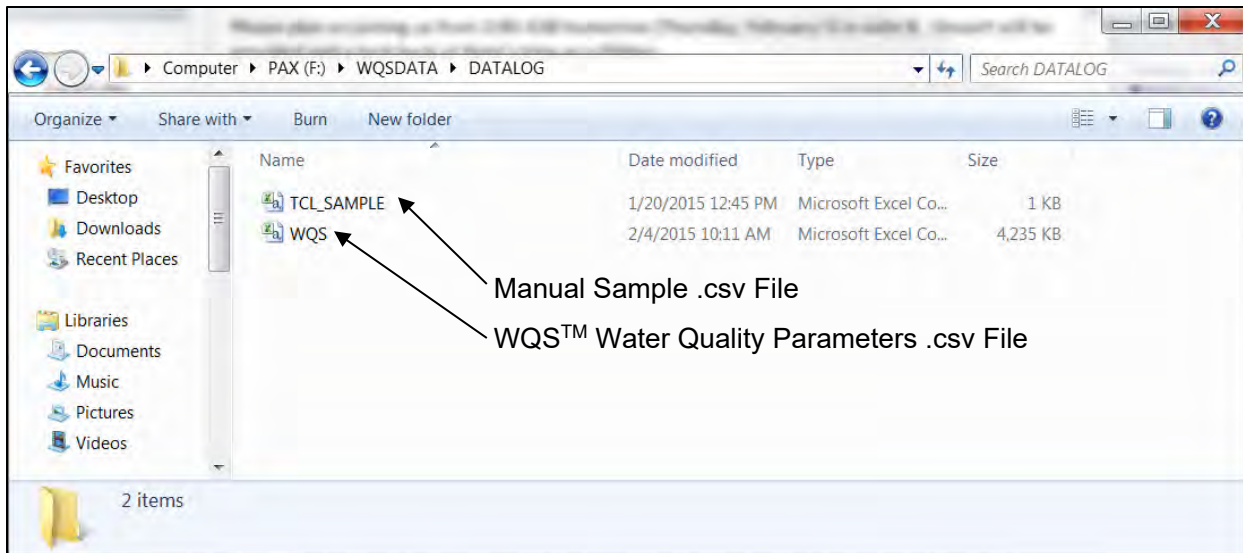 Computer ▸ PAX (F:) ▸ WQSDATA ▸ DATALOG Search DATALOG
Organize Share with Burn New folder
Favorites
Desktop
Downloads
Recent Places
Libraries
Documents
Music
Pictures
Videos
Name Date modified Type Size
TCL_SAMPLE 1/20/2015 12:45 PM Microsoft Excel Co... 1 KB
WQS 2/4/2015 10:11 AM Microsoft Excel Co... 4,235 KB
Manual Sample .csv File
WQS™ Water Quality Parameters .csv File
2 items